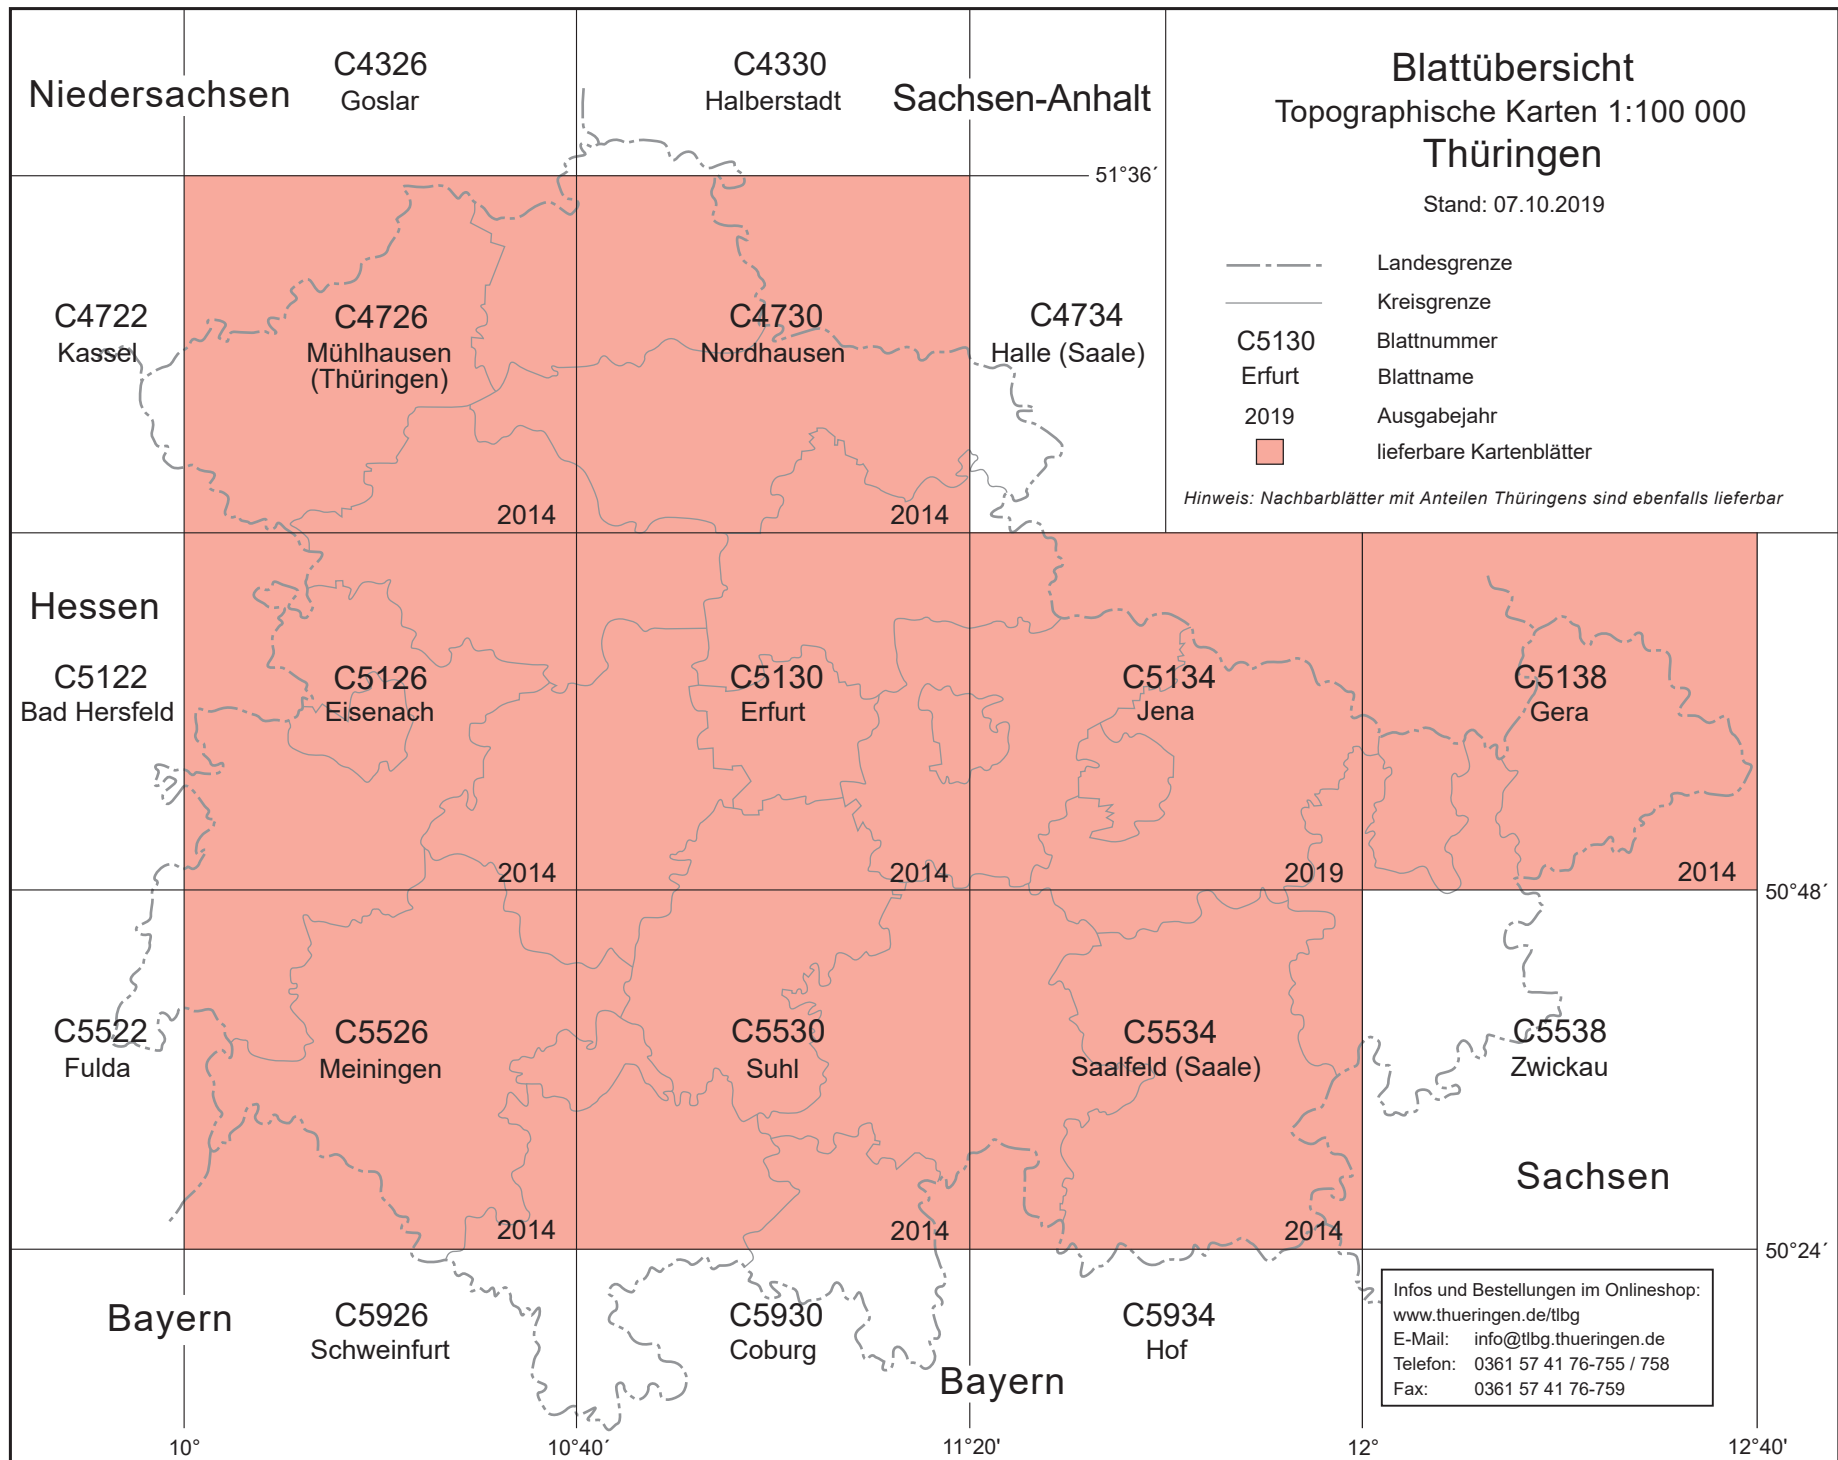 Blattübersicht
Topographische Karten 1:100 000
Thüringen
Stand: 07.10.2019
Landesgrenze
Kreisgrenze
C5130 Blattnummer
Erfurt Blattname
2019 Ausgabejahr
lieferbare Kartenblätter
Hinweis: Nachbarblätter mit Anteilen Thüringens sind ebenfalls lieferbar
Niedersachsen
C4326
Goslar
C4330
Halberstadt
Sachsen-Anhalt
51°36´
C4722
Kassel
C4726
Mühlhausen
(Thüringen)
2014
C4730
Nordhausen
2014
C4734
Halle (Saale)
Hessen
C5122
Bad Hersfeld
C5126
Eisenach
2014
C5130
Erfurt
2014
C5134
Jena
2019
C5138
Gera
2014
50°48´
C5522
Fulda
C5526
Meiningen
2014
C5530
Suhl
2014
C5534
Saalfeld (Saale)
2014
C5538
Zwickau
Sachsen
50°24´
Bayern
C5926
Schweinfurt
C5930
Coburg
Bayern
C5934
Hof
Infos und Bestellungen im Onlineshop:
www.thueringen.de/tlbg
E-Mail: info@tlbg.thueringen.de
Telefon: 0361 57 41 76-755 / 758
Fax: 0361 57 41 76-759
10° 10°40´ 11°20' 12° 12°40'